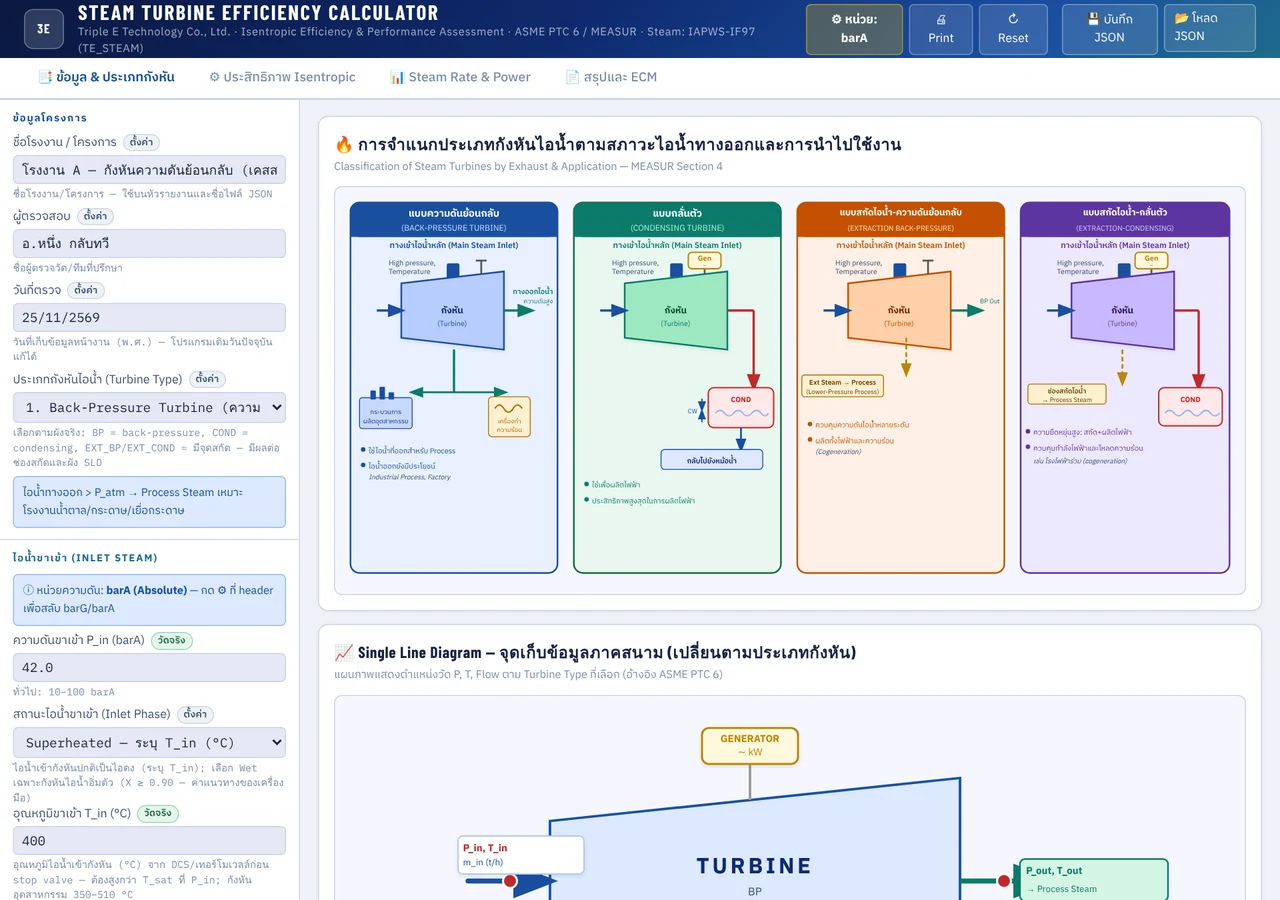 3E
STEAM TURBINE EFFICIENCY CALCULATOR
Triple E Technology Co., Ltd. · Isentropic Efficiency & Performance Assessment · ASME PTC 6 / MEASUR · Steam: IAPWS-IF97
(TE_STEAM)
⚙ หน่วย:
barA
🖨
Print
↻
Reset
💾 บันทึก
JSON
📂 โหลด
JSON
📑 ข้อมูล & ประเภทกังหัน
⚙ ประสิทธิภาพ Isentropic
📊 Steam Rate & Power
📄 สรุปและ ECM
ข้อมูลโครงการ
ชื่อโรงงาน / โครงการ ตั้งค่า
โรงงาน A — กังหันความดันย้อนกลับ (เคสส
ชื่อโรงงาน/โครงการ — ใช้บนหัวรายงานและชื่อไฟล์ JSON
ผู้ตรวจสอบ ตั้งค่า
อ.หนึ่ง กลับทวี
ชื่อผู้ตรวจวัด/ทีมที่ปรึกษา
วันที่ตรวจ ตั้งค่า
25/11/2569
วันที่เก็บข้อมูลหน้างาน (พ.ศ.) — โปรแกรมเติมวันปัจจุบัน
แก้ได้
ประเภทกังหันไอน้ำ (Turbine Type) ตั้งค่า
1. Back-Pressure Turbine (ความ
เลือกตามผังจริง: BP = back-pressure, COND =
condensing, EXT_BP/EXT_COND = มีจุดสกัด — มีผลต่อ
ช่องสกัดและผัง SLD
ไอน้ำทางออก > P_atm → Process Steam เหมาะ
โรงงานน้ำตาล/กระดาษ/เยื่อกระดาษ
ไอน้ำขาเข้า (INLET STEAM)
ⓘ หน่วยความดัน: barA (Absolute) — กด ⚙ ที่ header
เพื่อสลับ barG/barA
ความดันขาเข้า P_in (barA) วัดจริง
42.0
ทั่วไป: 10–100 barA
สถานะไอน้ำขาเข้า (Inlet Phase) ตั้งค่า
Superheated — ระบุ T_in (°C)
ไอน้ำเข้ากังหันปกติเป็นไอดง (ระบุ T_in); เลือก Wet
เฉพาะกังหันไอน้ำอิ่มตัว (X ≥ 0.90 — ค่าแนวทางของเครื่อง
มือ)
อุณหภูมิขาเข้า T_in (°C) วัดจริง
400
อุณหภูมิไอน้ำเข้ากังหัน (°C) จาก DCS/เทอร์โมเวลล์ก่อน
stop valve — ต้องสูงกว่า T_sat ที่ P_in; กังหัน
อุตสาหกรรม 350–510 °C
🔥 การจำแนกประเภทกังหันไอน้ำตามสภาวะไอน้ำทางออกและการนำไปใช้งาน
Classification of Steam Turbines by Exhaust & Application — MEASUR Section 4
แบบความดันย้อนกลับ
(BACK-PRESSURE TURBINE)
ทางเข้าไอน้ำหลัก (Main Steam Inlet)
High pressure,
Temperature
ทางออกไอน้ำ
ความดันสูง
กังหัน
(Turbine)
กระบวนการ
ผลิตอุตสาหกรรม
เครื่องทำ
ความร้อน
ใช้ไอน้ำที่ออกสำหรับ Process
ไอน้ำออกยังมีประโยชน์
Industrial Process, Factory
แบบกลั่นตัว
(CONDENSING TURBINE)
ทางเข้าไอน้ำหลัก (Main Steam Inlet)
Gen
~
High pressure,
Temperature
กังหัน
(Turbine)
COND
CW
กลับไปยังหม้อน้ำ
ใช้เพื่อผลิตไฟฟ้า
ประสิทธิภาพสูงสุดในการผลิตไฟฟ้า
แบบสกัดไอน้ำ-ความดันย้อนกลับ
(EXTRACTION BACK-PRESSURE)
ทางเข้าไอน้ำหลัก (Main Steam Inlet)
High pressure,
Temperature
BP Out
กังหัน
(Turbine)
Ext Steam → Process
(Lower-Pressure Process)
ควบคุมความดันไอน้ำหลายระดับ
ผลิตทั้งไฟฟ้าและความร้อน
(Cogeneration)
แบบสกัดไอน้ำ-กลั่นตัว
(EXTRACTION-CONDENSING)
ทางเข้าไอน้ำหลัก (Main Steam Inlet)
Gen
~
High pressure,
Temperature
กังหัน
(Turbine)
ช่องสกัดไอน้ำ
→ Process Steam
COND
ความยืดหยุ่นสูง: สกัด+ผลิตไฟฟ้า
ควบคุมกำลังไฟฟ้าและโหลดความร้อน
เช่น โรงไฟฟ้าร่วม (cogeneration)
📈 Single Line Diagram — จุดเก็บข้อมูลภาคสนาม (เปลี่ยนตามประเภทกังหัน)
แผนภาพแสดงตำแหน่งวัด P, T, Flow ตาม Turbine Type ที่เลือก (อ้างอิง ASME PTC 6)
GENERATOR
~ kW
P_in, T_in
m_in (t/h)
TURBINE
BP
P_out, T_out
→ Process Steam